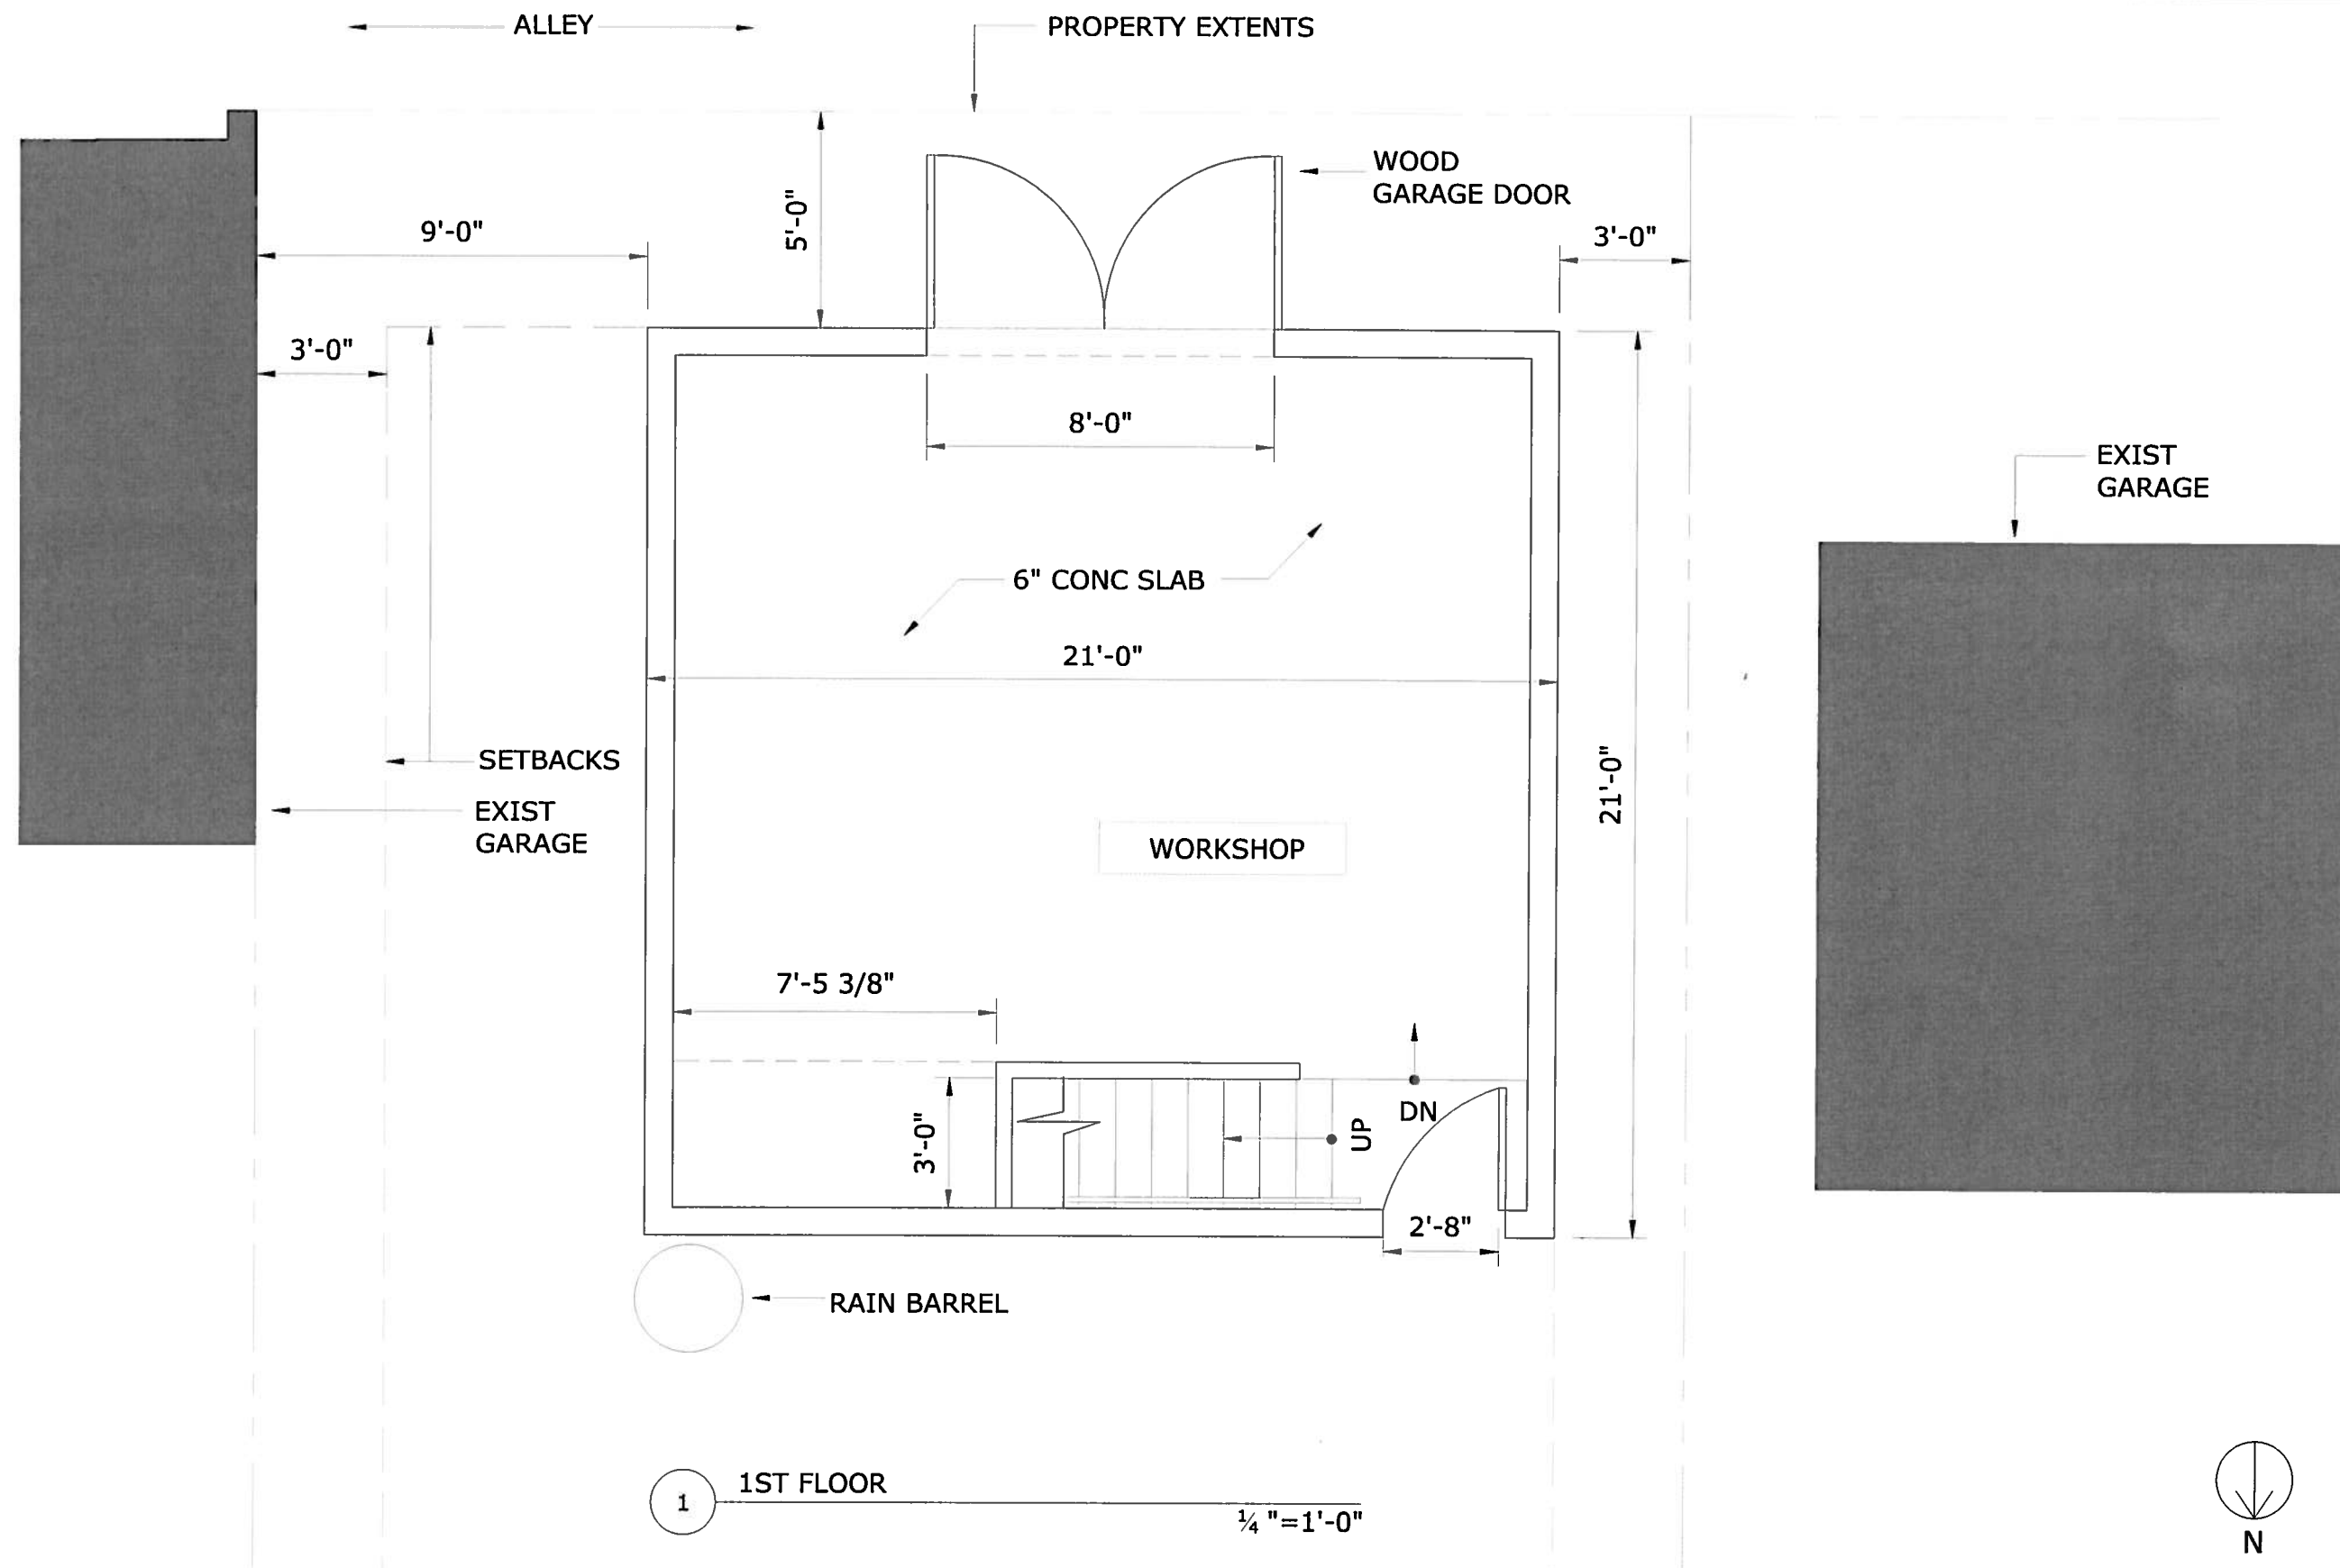 ALLEY
PROPERTY EXTENTS
WOOD
GARAGE DOOR
9'-0"
5'-0"
3'-0"
3'-0"
8'-0"
EXIST
GARAGE
6" CONC SLAB
21'-0"
SETBACKS
21'-0"
EXIST
GARAGE
WORKSHOP
7'-5 3/8"
3'-0"
UP
DN
2'-8"
RAIN BARREL
1
1ST FLOOR
¼ "=1'-0"
N